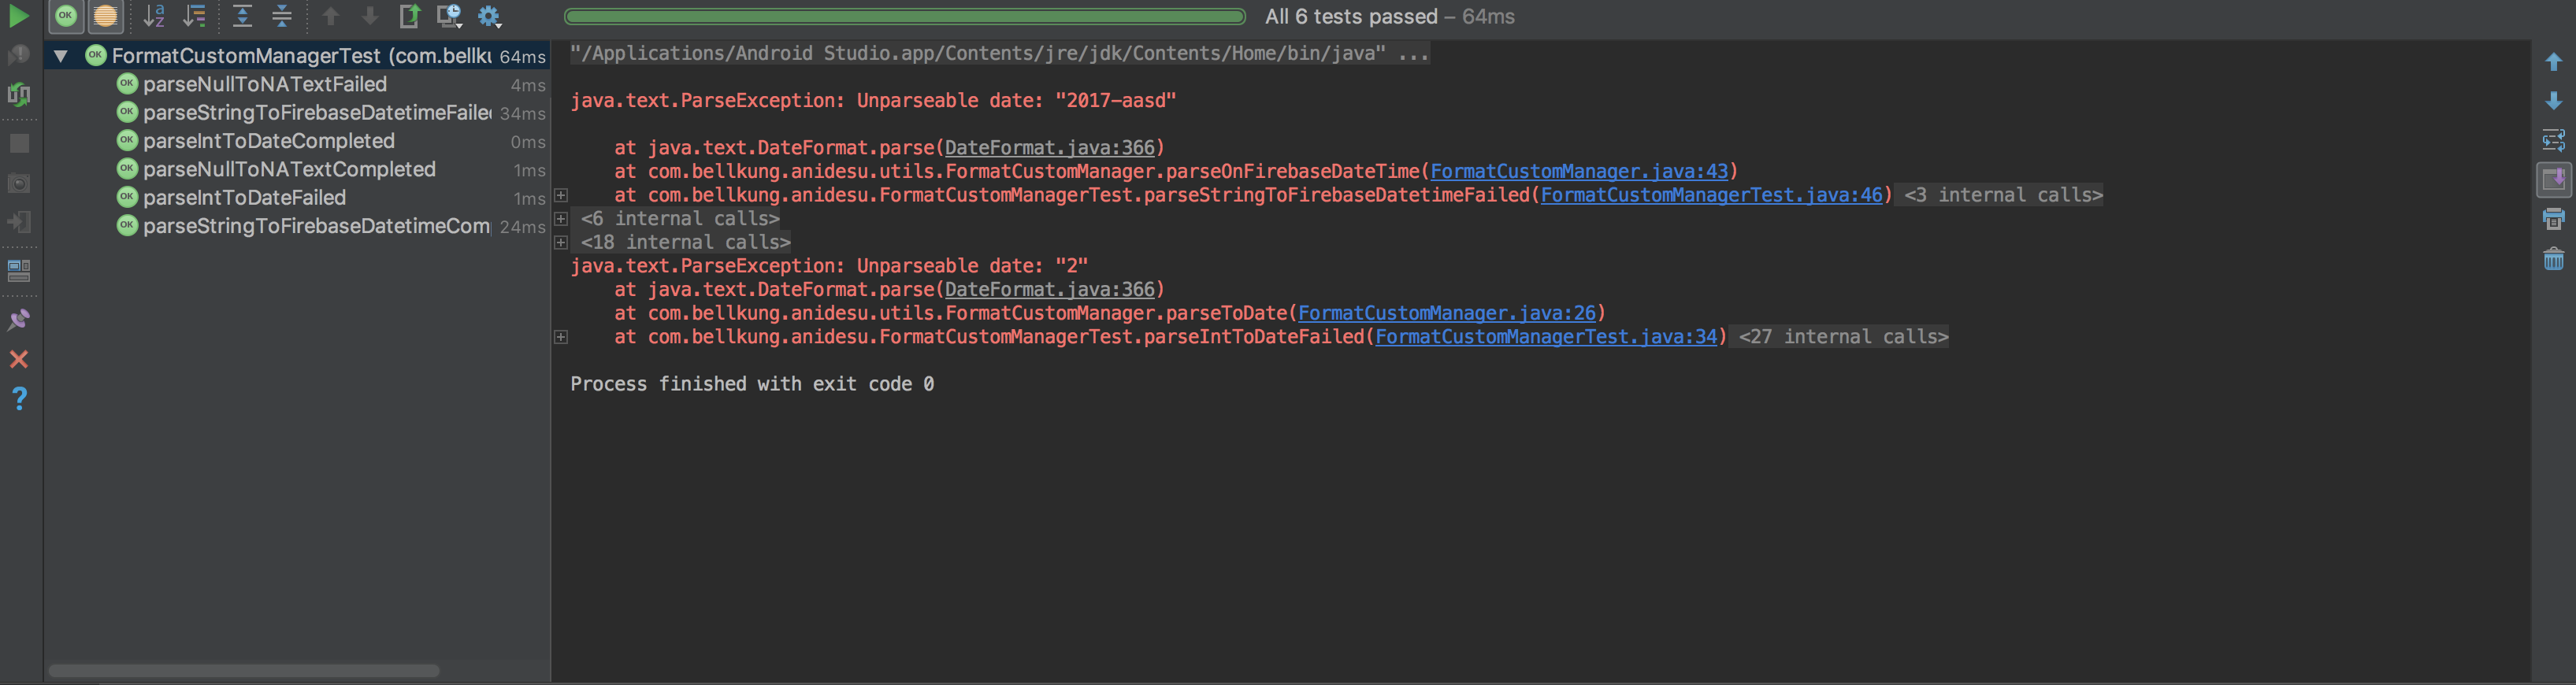 All 6 tests passed – 64ms
FormatCustomManagerTest (com.bellku 64ms
parseNullToNATextFailed 4ms
parseStringToFirebaseDatetimeFailed 34ms
parseIntToDateCompleted 0ms
parseNullToNATextCompleted 1ms
parseIntToDateFailed 1ms
parseStringToFirebaseDatetimeCom 24ms
"/Applications/Android Studio.app/Contents/jre/jdk/Contents/Home/bin/java" ...
java.text.ParseException: Unparseable date: "2017-aasd"
at java.text.DateFormat.parse(DateFormat.java:366)
at com.bellkung.anidesu.utils.FormatCustomManager.parseOnFirebaseDateTime(FormatCustomManager.java:43)
at com.bellkung.anidesu.FormatCustomManagerTest.parseStringToFirebaseDatetimeFailed(FormatCustomManagerTest.java:46) <3 internal calls>
<6 internal calls>
<18 internal calls>
java.text.ParseException: Unparseable date: "2"
at java.text.DateFormat.parse(DateFormat.java:366)
at com.bellkung.anidesu.utils.FormatCustomManager.parseToDate(FormatCustomManager.java:26)
at com.bellkung.anidesu.FormatCustomManagerTest.parseIntToDateFailed(FormatCustomManagerTest.java:34) <27 internal calls>
Process finished with exit code 0